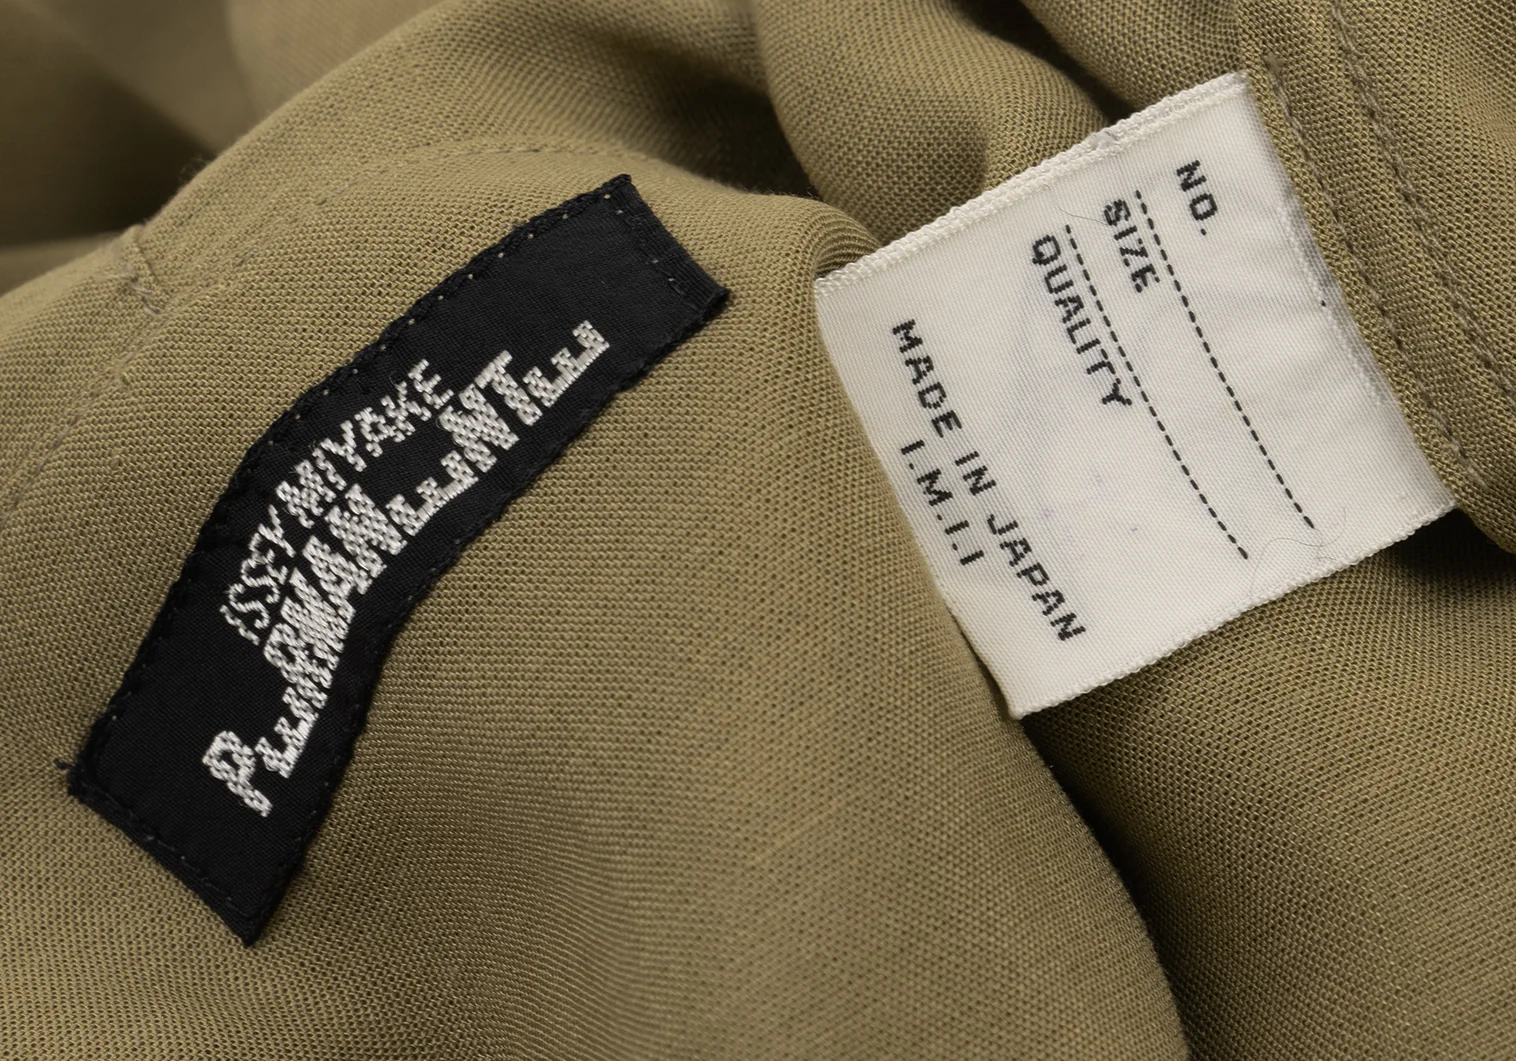 ISSEY MIYAKE
PERMANENTE
NO.
SIZE
QUALITY
MADE IN JAPAN
I.M.I.I